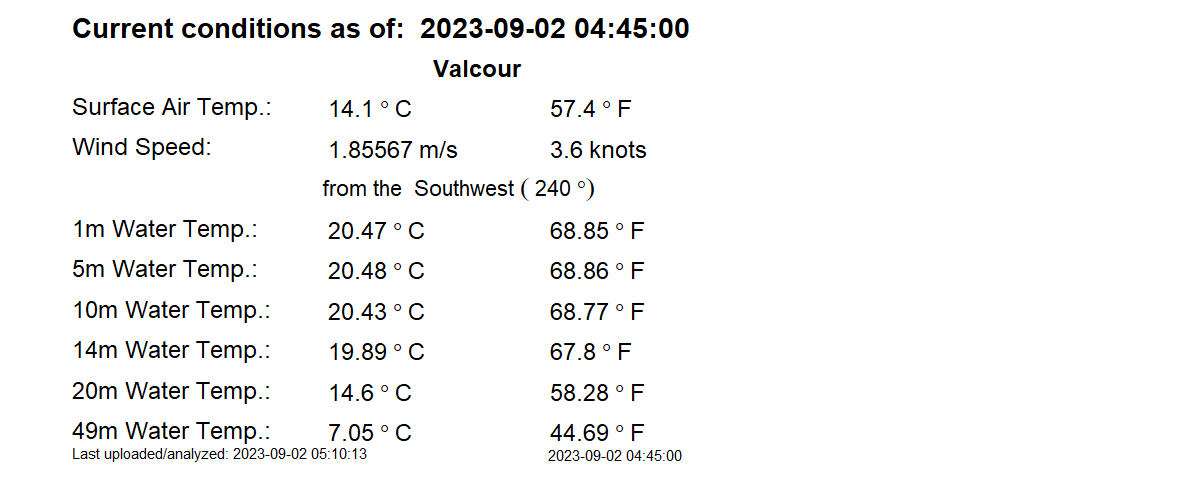 Current conditions as of:  2023-09-02 04:45:00
Valcour
Surface Air Temp.: 14.1 ° C 57.4 ° F
Wind Speed: 1.85567 m/s 3.6 knots
from the  Southwest ( 240 °)
1m Water Temp.: 20.47 ° C 68.85 ° F
5m Water Temp.: 20.48 ° C 68.86 ° F
10m Water Temp.: 20.43 ° C 68.77 ° F
14m Water Temp.: 19.89 ° C 67.8 ° F
20m Water Temp.: 14.6 ° C 58.28 ° F
49m Water Temp.: 7.05 ° C 44.69 ° F
Last uploaded/analyzed: 2023-09-02 05:10:13 2023-09-02 04:45:00